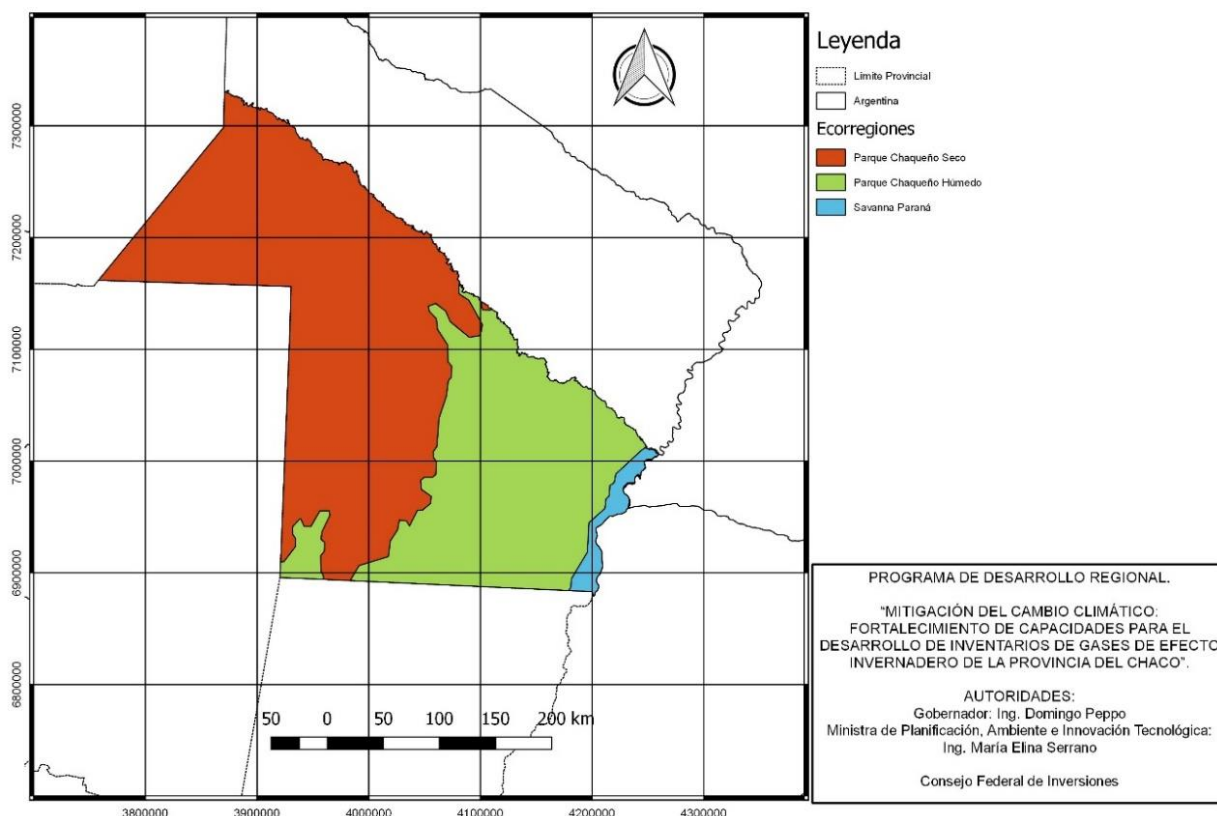 Leyenda
Límite Provincial
Argentina
Ecorregiones
Parque Chaqueño Seco
Parque Chaqueño Húmedo
Savanna Paraná
7300000
7200000
7100000
7000000
6900000
6800000
50 0 50 100 150 200 km
3800000 3900000 4000000 4100000 4200000 4300000
PROGRAMA DE DESARROLLO REGIONAL.
"MITIGACIÓN DEL CAMBIO CLIMÁTICO:
FORTALECIMIENTO DE CAPACIDADES PARA EL
DESARROLLO DE INVENTARIOS DE GASES DE EFECTO
INVERNADERO DE LA PROVINCIA DEL CHACO".
AUTORIDADES:
Gobernador: Ing. Domingo Peppo
Ministra de Planificación, Ambiente e Innovación Tecnológica:
Ing. María Elina Serrano
Consejo Federal de Inversiones